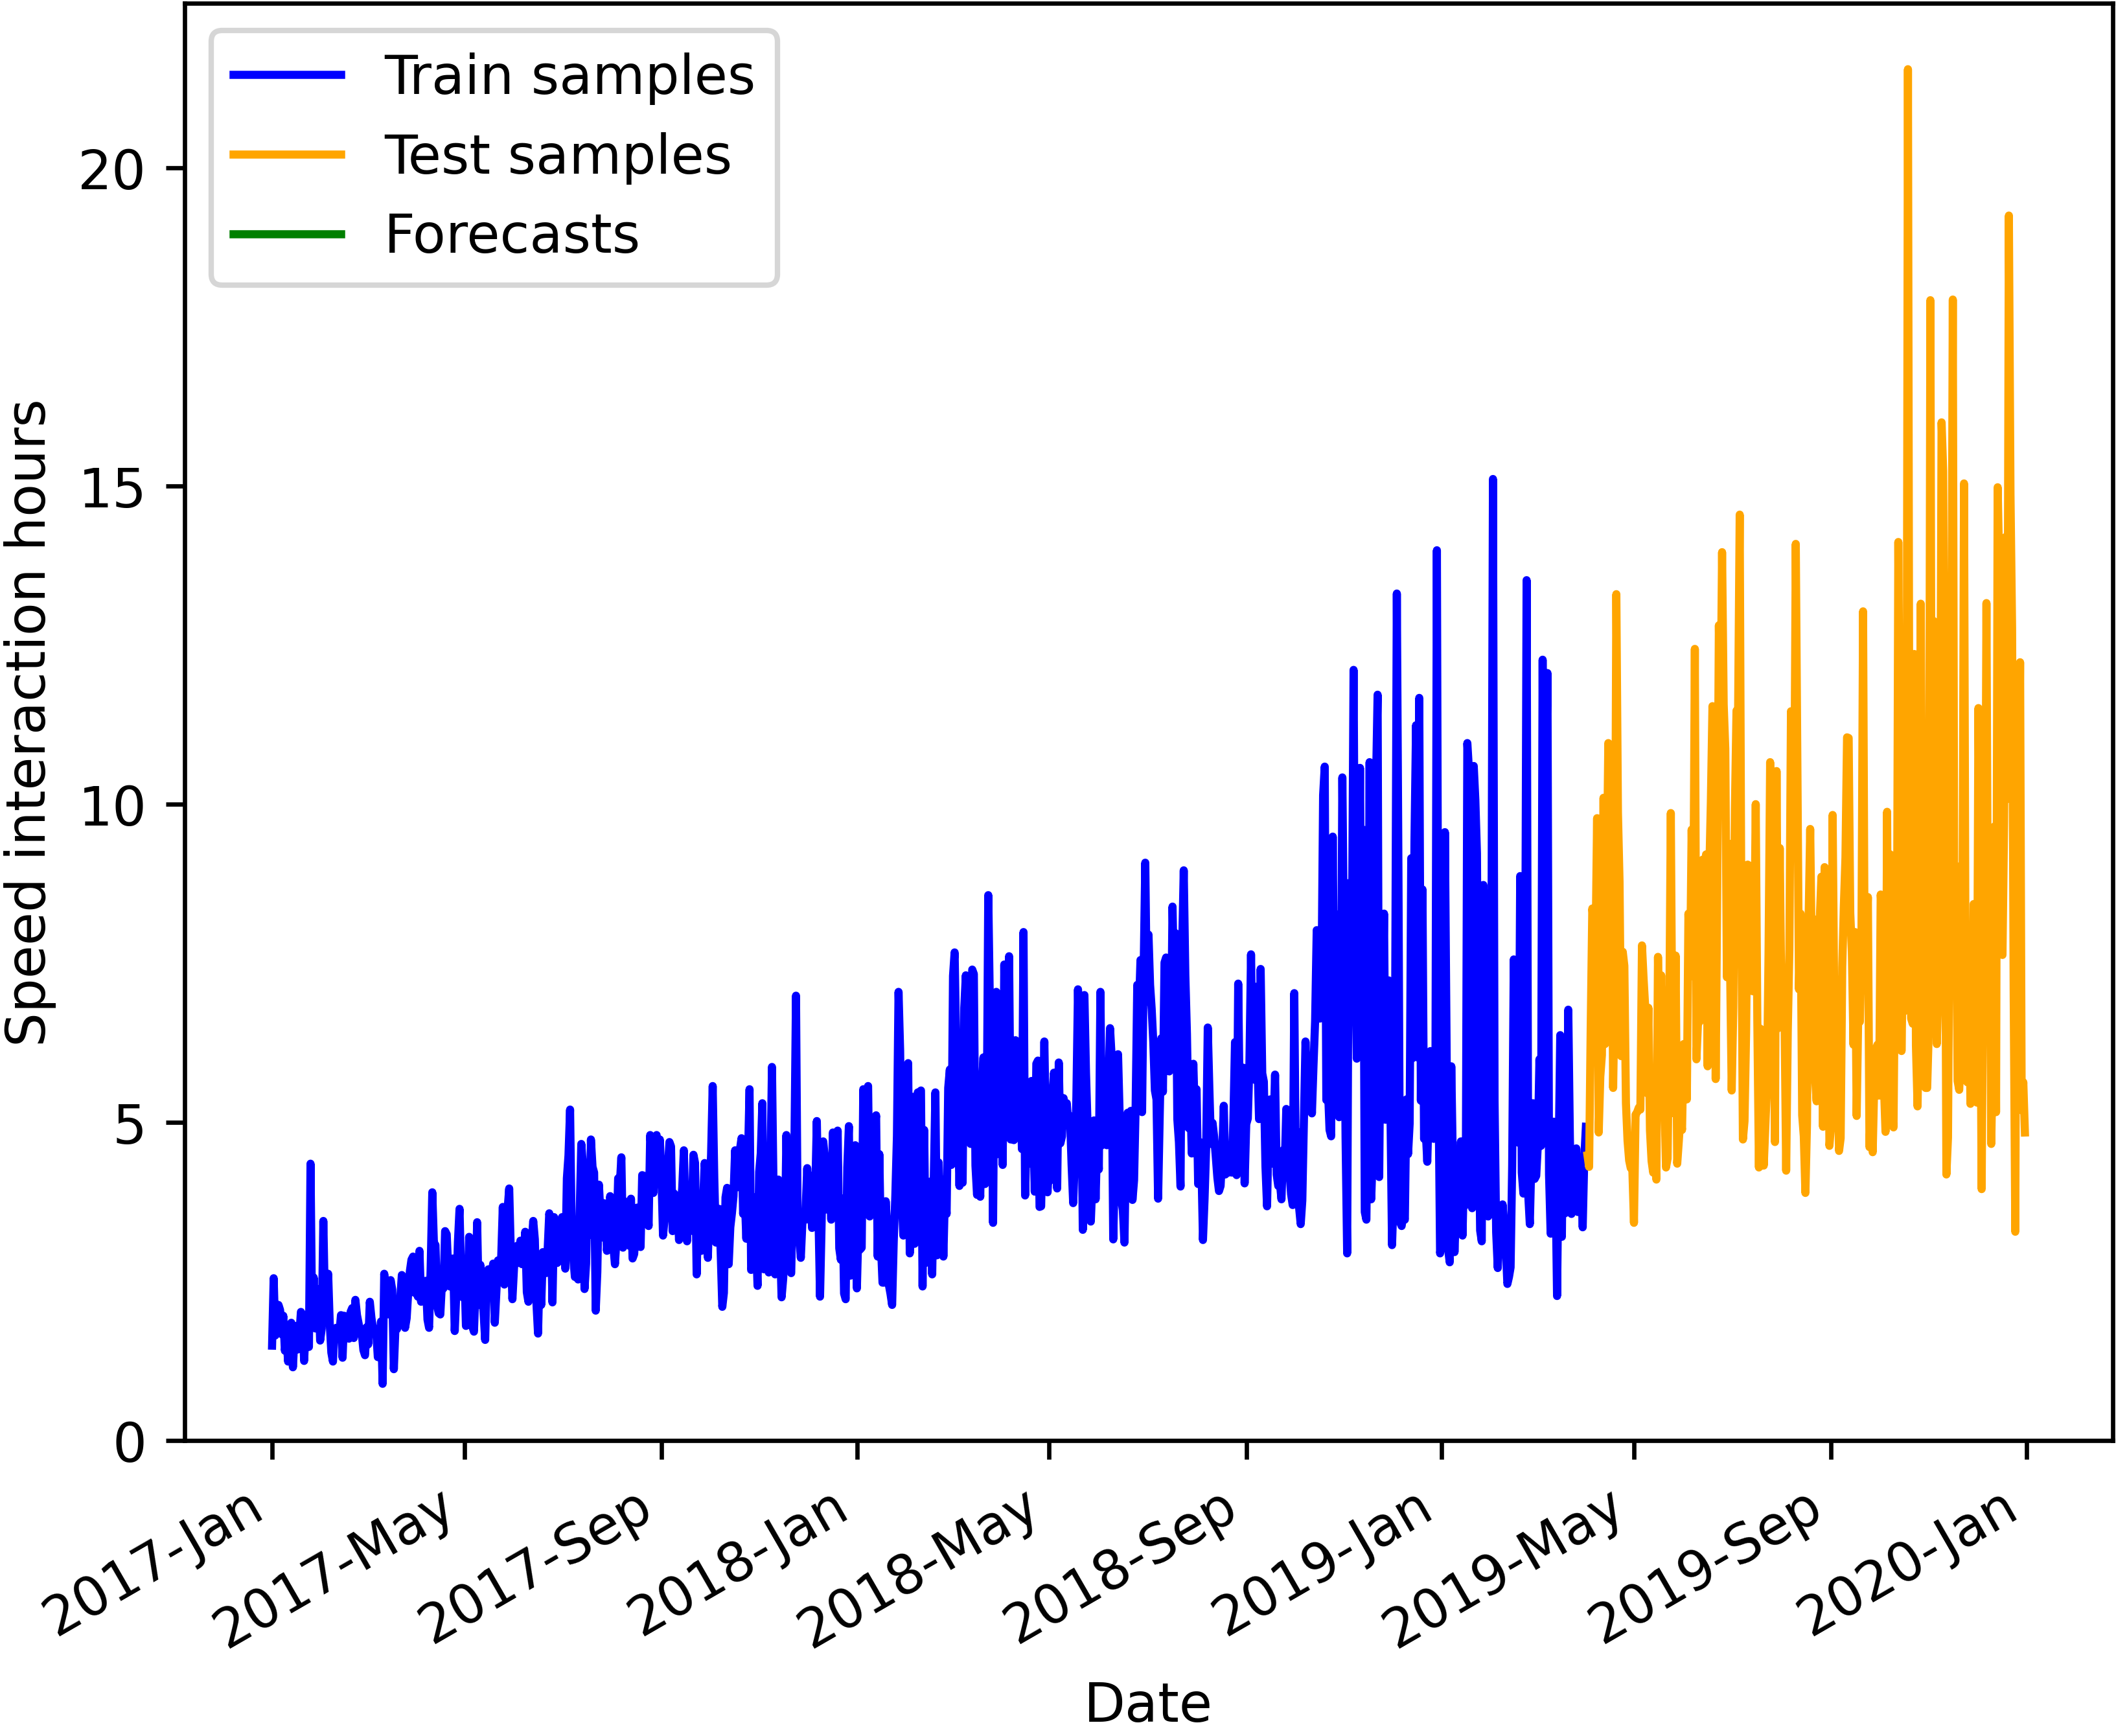 Train samples
Test samples
Forecasts
20
15
10
5
0
Speed interaction hours
2017-Jan
2017-May
2017-Sep
2018-Jan
2018-May
2018-Sep
2019-Jan
2019-May
2019-Sep
2020-Jan
Date